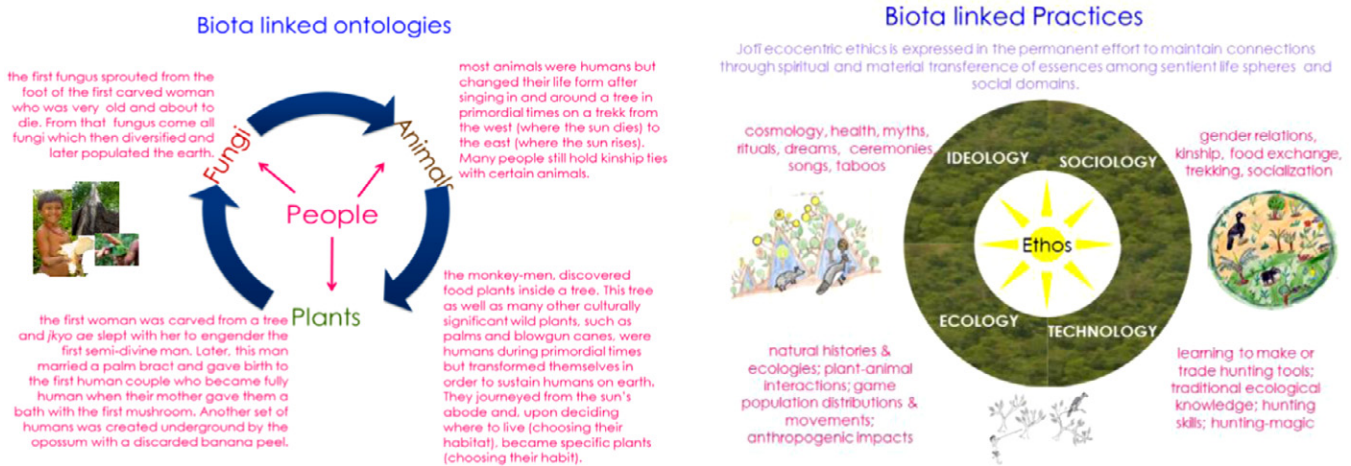 Biota linked ontologies
the first fungus sprouted from the
foot of the first carved woman
who was very old and about to
die. From that fungus come all
fungi which then diversified and
later populated the earth.
most animals were humans but
changed their life form after
singing in and around a tree in
primordial times on a trekk from
the west (where the sun dies) to
the east (where the sun rises).
Many people still hold kinship ties
with certain animals.
Fungi
Animals
People
Plants
the first woman was carved from a tree
and jkyo ae slept with her to engender the
first semi-divine man. Later, this man
married a palm bract and gave birth to
the first human couple who became fully
human when their mother gave them a
bath with the first mushroom. Another set of
humans was created underground by the
opossum with a discarded banana peel.
the monkey-men, discovered
food plants inside a tree. This tree
as well as many other culturally
significant wild plants, such as
palms and blowgun canes, were
humans during primordial times
but transformed themselves in
order to sustain humans on earth.
They journeyed from the sun's
abode and, upon deciding
where to live (choosing their
habitat), became specific plants
(choosing their habit).
Biota linked Practices
Jotï ecocentric ethics is expressed in the permanent effort to maintain connections
through spiritual and material transference of essences among sentient life spheres and
social domains.
cosmology, health, myths,
rituals, dreams, ceremonies,
songs, taboos
gender relations,
kinship, food exchange,
trekking, socialization
IDEOLOGY
SOCIOLOGY
Ethos
ECOLOGY
TECHNOLOGY
natural histories &
ecologies; plant-animal
interactions; game
population distributions &
movements;
anthropogenic impacts
learning to make or
trade hunting tools;
traditional ecological
knowledge; hunting
skills; hunting-magic